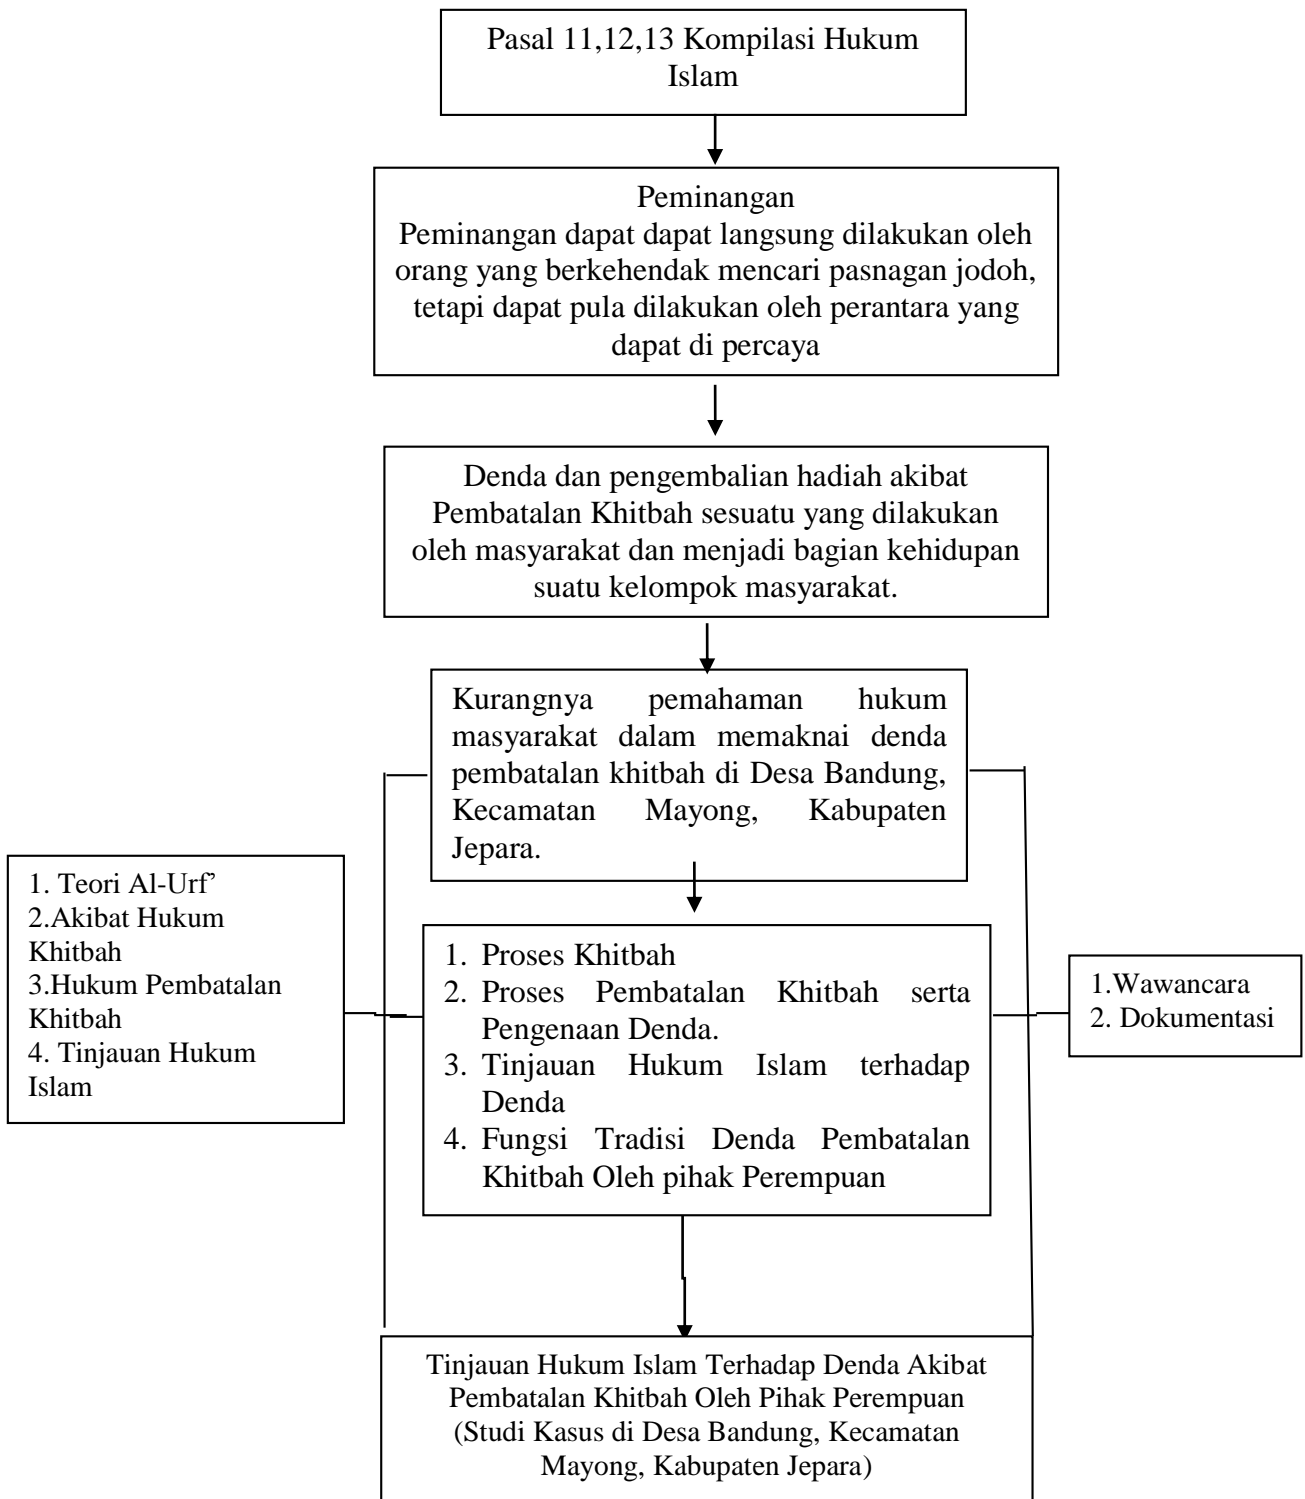 Pasal 11,12,13 Kompilasi Hukum
Islam
Peminangan
Peminangan dapat dapat langsung dilakukan oleh
orang yang berkehendak mencari pasnagan jodoh,
tetapi dapat pula dilakukan oleh perantara yang
dapat di percaya
Denda dan pengembalian hadiah akibat
Pembatalan Khitbah sesuatu yang dilakukan
oleh masyarakat dan menjadi bagian kehidupan
suatu kelompok masyarakat.
Kurangnya pemahaman hukum
masyarakat dalam memaknai denda
pembatalan khitbah di Desa Bandung,
Kecamatan Mayong, Kabupaten
Jepara.
1. Teori Al-Urf’
2.Akibat Hukum
Khitbah
3.Hukum Pembatalan
Khitbah
4. Tinjauan Hukum
Islam
1. Proses Khitbah
2. Proses Pembatalan Khitbah serta
Pengenaan Denda.
3. Tinjauan Hukum Islam terhadap
Denda
4. Fungsi Tradisi Denda Pembatalan
Khitbah Oleh pihak Perempuan
1.Wawancara
2. Dokumentasi
Tinjauan Hukum Islam Terhadap Denda Akibat
Pembatalan Khitbah Oleh Pihak Perempuan
(Studi Kasus di Desa Bandung, Kecamatan
Mayong, Kabupaten Jepara)